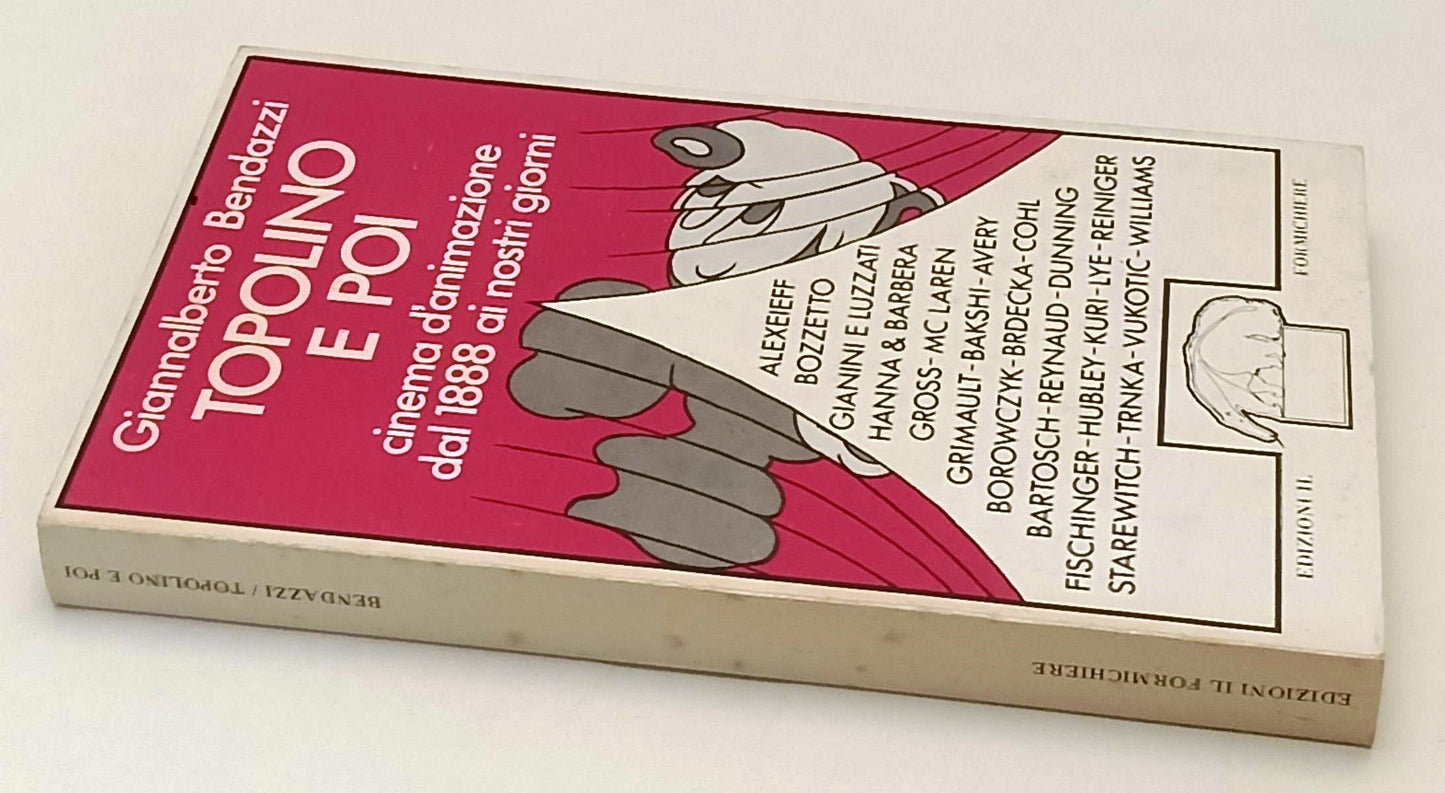 Giannalberto Bendazzi
TOPOLINO
E POI
cinema d'animazione
dal 1888 ai nostri giorni
ALEXEIEFF
BOZZETTO
GIANINI E LUZZATI
HANNA & BARBERA
GROSS - MC LAREN
GRIMAULT - BAKSHI - AVERY
BOROWCZYK - BRDECKA - COHL
BARTOSCH - REYNAUD - DUNNING
FISCHINGER - HUBLEY - KURI - LYE - REINIGER
STAREWITCH - TRNKA - VUKOTIC - WILLIAMS
EDIZIONI IL FORMICHIERE
BENDAZZI / TOPOLINO E POI
EDIZIONI IL FORMICHIERE